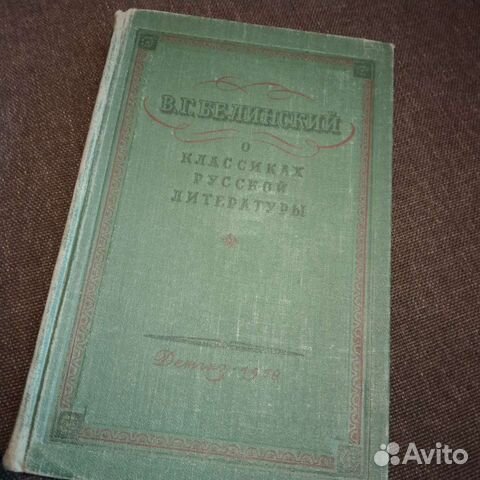 В.Г.БЕЛИНСКИЙ
О
КЛАССИКАХ
РУССКОЙ
ЛИТЕРАТУРЫ
Детгиз
Avito